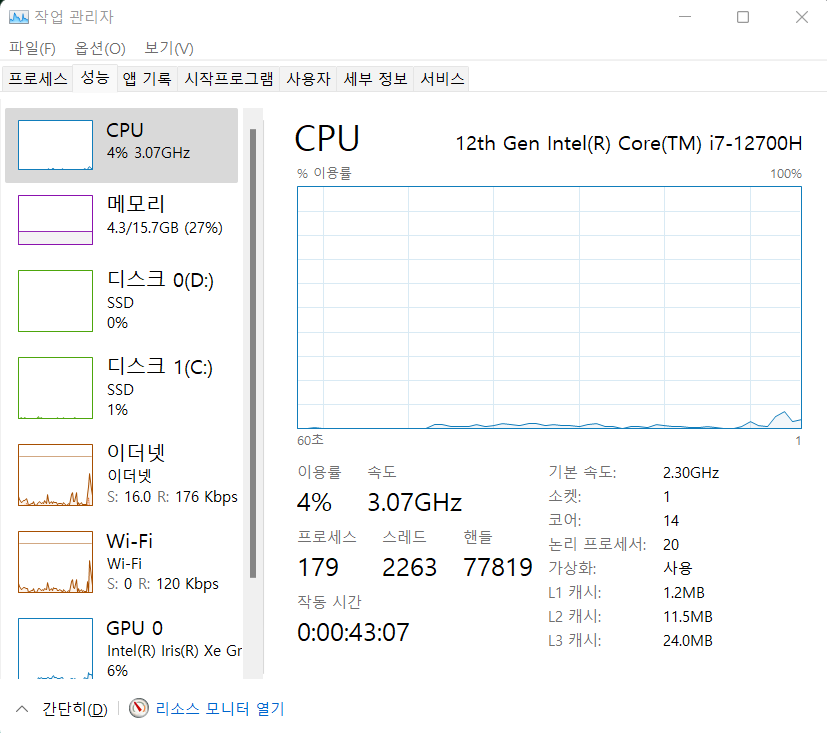 작업 관리자
파일(F) 옵션(O) 보기(V)
프로세스 성능 앱 기록 시작프로그램 사용자 세부 정보 서비스
CPU
4% 3.07GHz
메모리
4.3/15.7GB (27%)
디스크 0(D:)
SSD
0%
디스크 1(C:)
SSD
1%
이더넷
이더넷
S: 16.0 R: 176 Kbps
Wi-Fi
Wi-Fi
S: 0 R: 120 Kbps
GPU 0
Intel(R) Iris(R) Xe Gr
6%
CPU 12th Gen Intel(R) Core(TM) i7-12700H
% 이용률 100%
60초 1
이용률 속도
4% 3.07GHz
프로세스 스레드 핸들
179 2263 77819
작동 시간
0:00:43:07
기본 속도: 2.30GHz
소켓: 1
코어: 14
논리 프로세서: 20
가상화: 사용
L1 캐시: 1.2MB
L2 캐시: 11.5MB
L3 캐시: 24.0MB
간단히(D) 리소스 모니터 열기